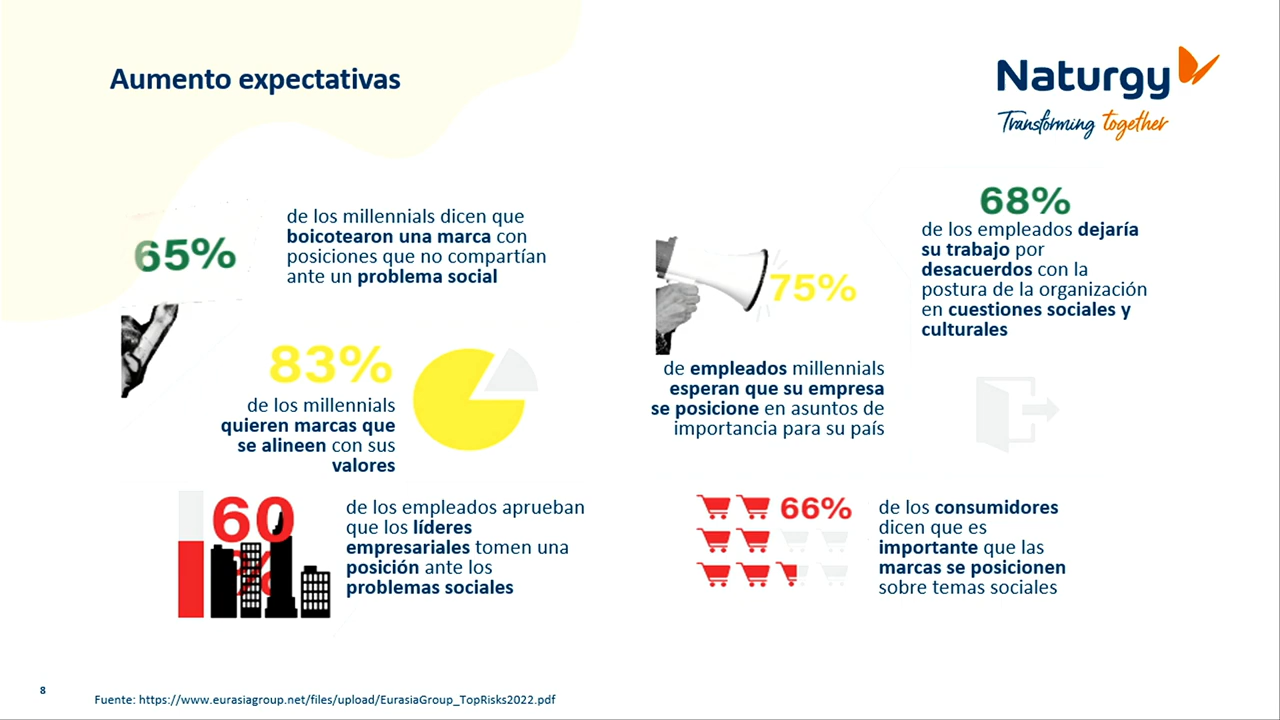 Aumento expectativas
Naturgy
Transforming together
65%
de los millennials dicen que
boicotearon una marca con
posiciones que no compartían
ante un problema social
83%
de los millennials
quieren marcas que
se alineen con sus
valores
60
%
de los empleados aprueban
que los líderes
empresariales tomen una
posición ante los
problemas sociales
75%
de empleados millennials
esperan que su empresa
se posicione en asuntos de
importancia para su país
68%
de los empleados dejaría
su trabajo por
desacuerdos con la
postura de la organización
en cuestiones sociales y
culturales
66%
de los consumidores
dicen que es
importante que las
marcas se posicionen
sobre temas sociales
8
Fuente: https://www.eurasiagroup.net/files/upload/EurasiaGroup_TopRisks2022.pdf